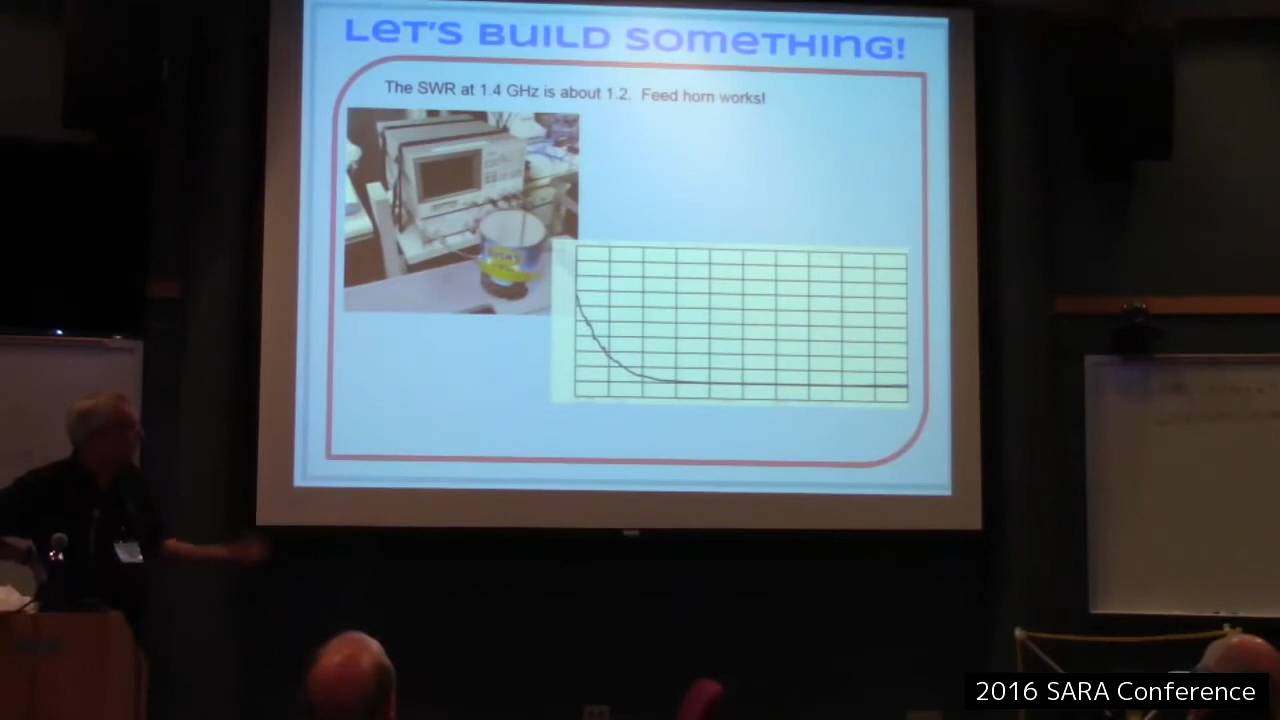 Let's Build Something!
The SWR at 1.4 GHz is about 1.2. Feed horn works!
2016 SARA Conference